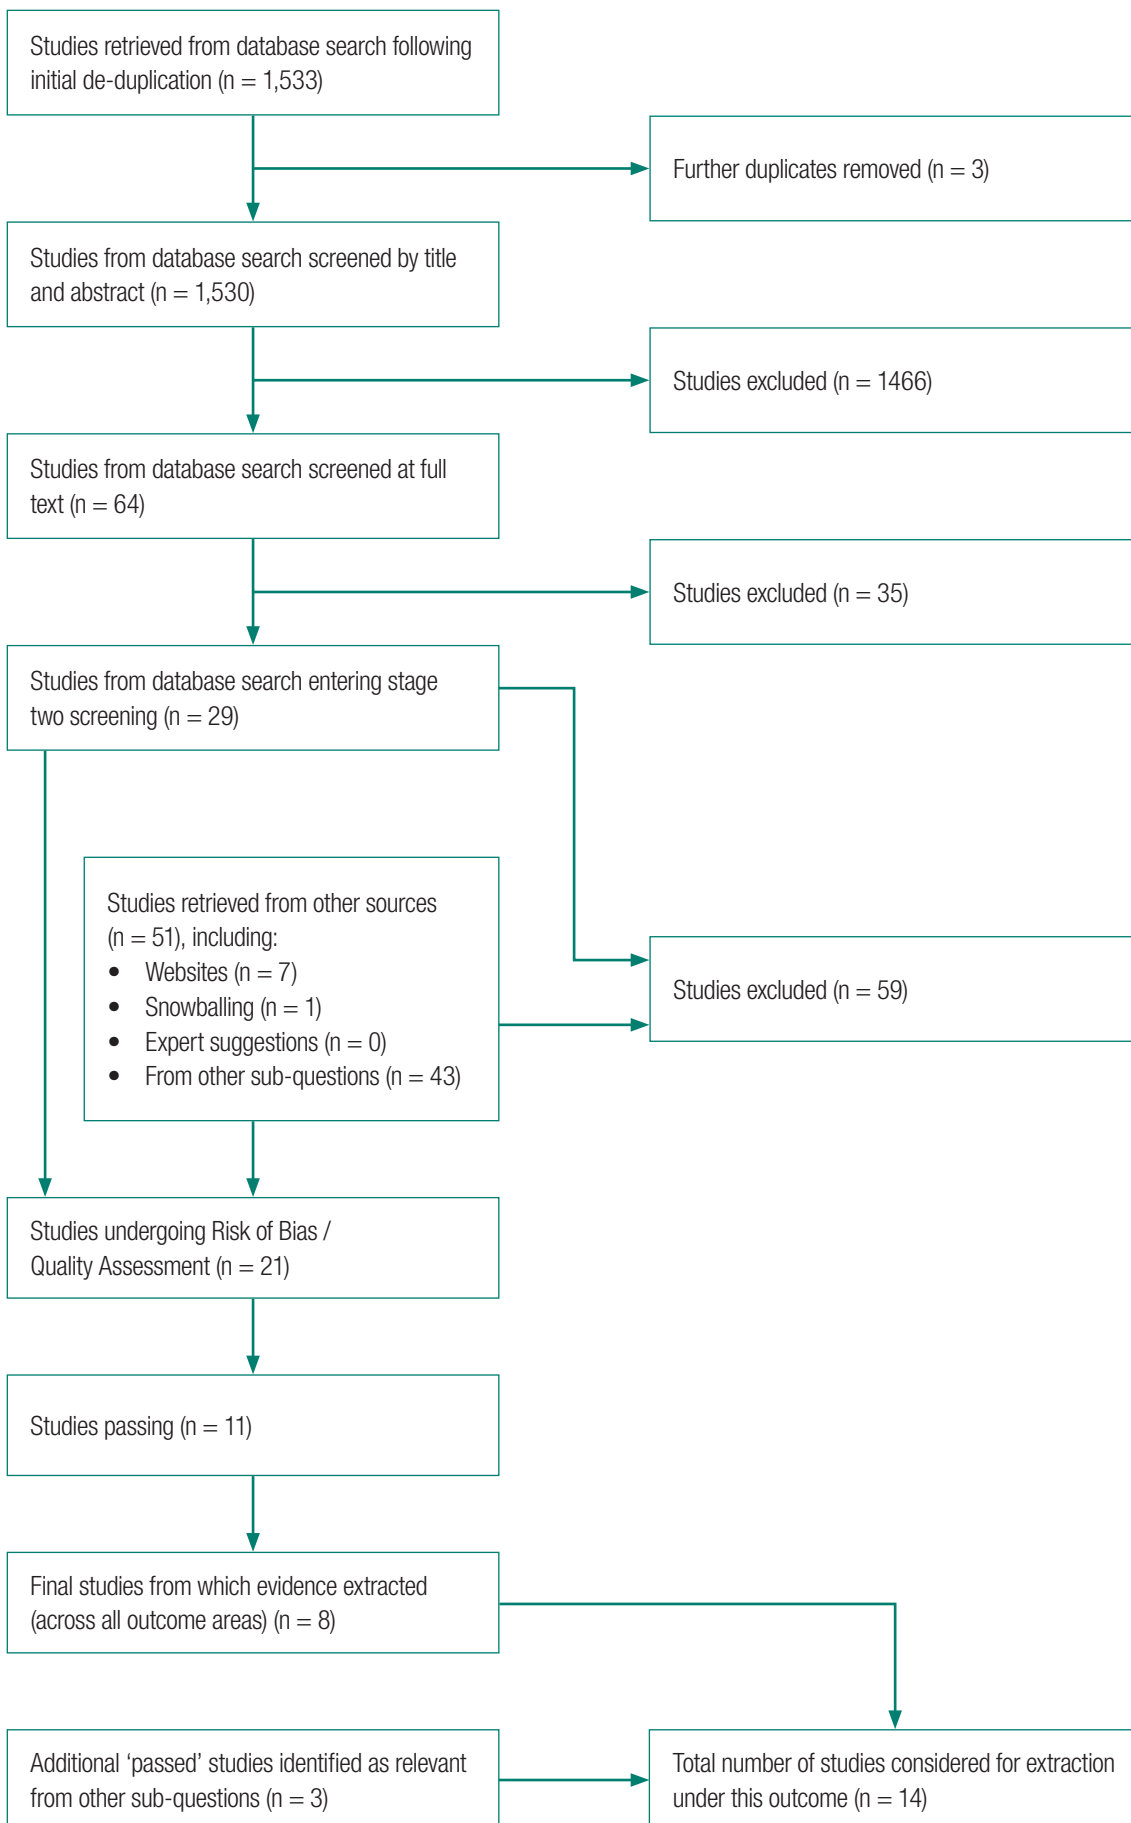 Studies retrieved from database search following
initial de-duplication (n = 1,533)
Further duplicates removed (n = 3)
Studies from database search screened by title
and abstract (n = 1,530)
Studies excluded (n = 1466)
Studies from database search screened at full
text (n = 64)
Studies excluded (n = 35)
Studies from database search entering stage
two screening (n = 29)
Studies retrieved from other sources
(n = 51), including:
• Websites (n = 7)
• Snowballing (n = 1)
• Expert suggestions (n = 0)
• From other sub-questions (n = 43)
Studies excluded (n = 59)
Studies undergoing Risk of Bias /
Quality Assessment (n = 21)
Studies passing (n = 11)
Final studies from which evidence extracted
(across all outcome areas) (n = 8)
Additional ‘passed’ studies identified as relevant
from other sub-questions (n = 3)
Total number of studies considered for extraction
under this outcome (n = 14)